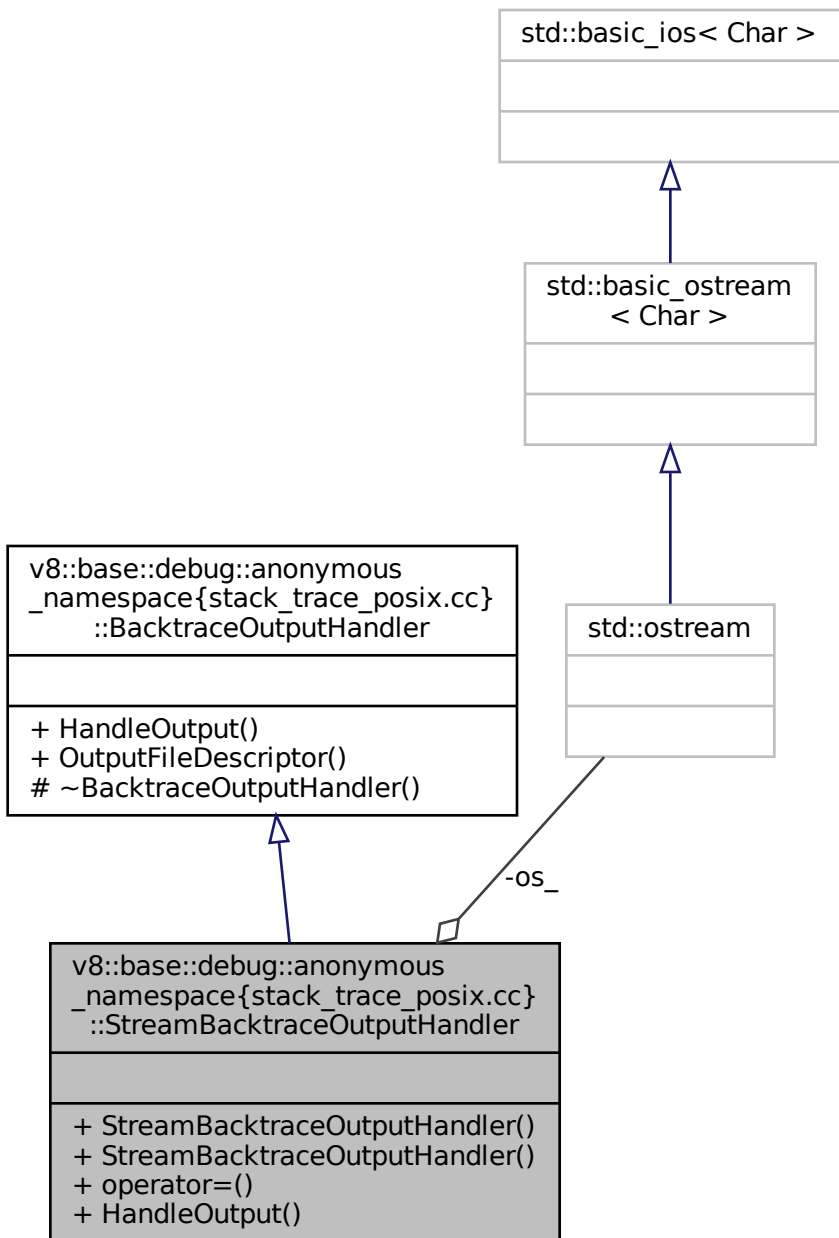 std::basic_ios< Char >
std::basic_ostream
< Char >
v8::base::debug::anonymous
_namespace{stack_trace_posix.cc}
::BacktraceOutputHandler
+ HandleOutput()
+ OutputFileDescriptor()
# ~BacktraceOutputHandler()
std::ostream
-os_
v8::base::debug::anonymous
_namespace{stack_trace_posix.cc}
::StreamBacktraceOutputHandler
+ StreamBacktraceOutputHandler()
+ StreamBacktraceOutputHandler()
+ operator=()
+ HandleOutput()